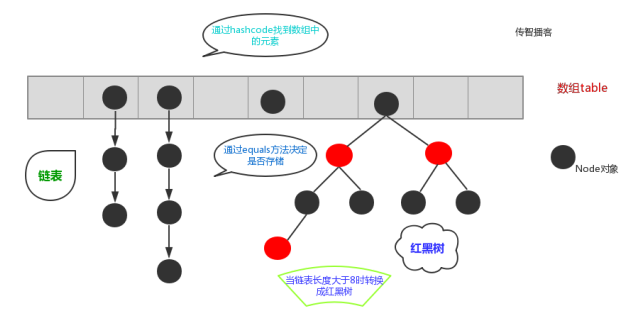 通过hashcode找到数组中
的元素
传智播客
数组table
通过equals方法决定
是否存储
链表
Node对象
红黑树
当链表长度大于8时转换
成红黑树